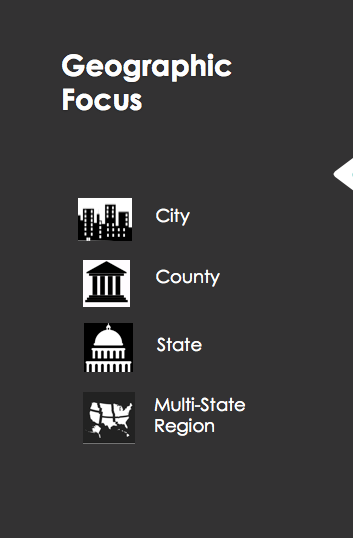 Geographic
Focus
City
County
State
Multi-State
Region